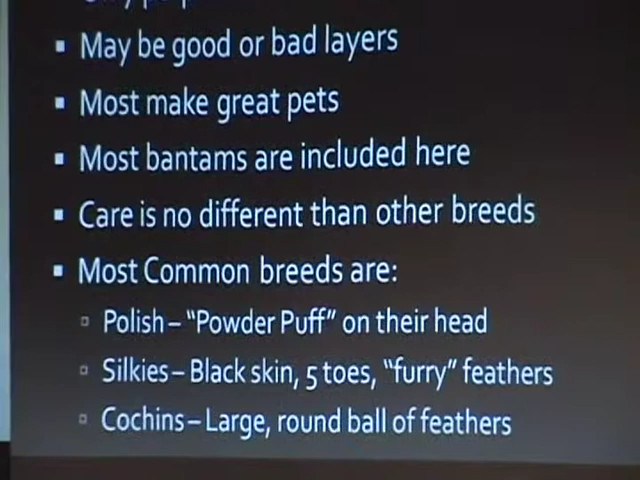 May be good or bad layers
Most make great pets
Most bantams are included here
Care is no different than other breeds
Most Common breeds are:
Polish – "Powder Puff" on their head
Silkies – Black skin, 5 toes, "furry" feathers
Cochins – Large, round ball of feathers